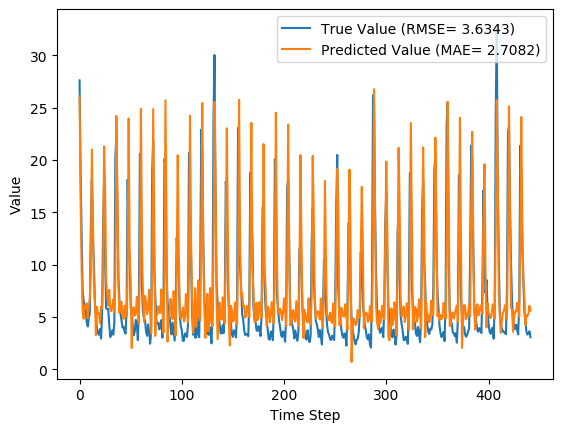 True Value (RMSE= 3.6343)
Predicted Value (MAE= 2.7082)
30
25
20
15
10
5
0
Value
0 100 200 300 400
Time Step